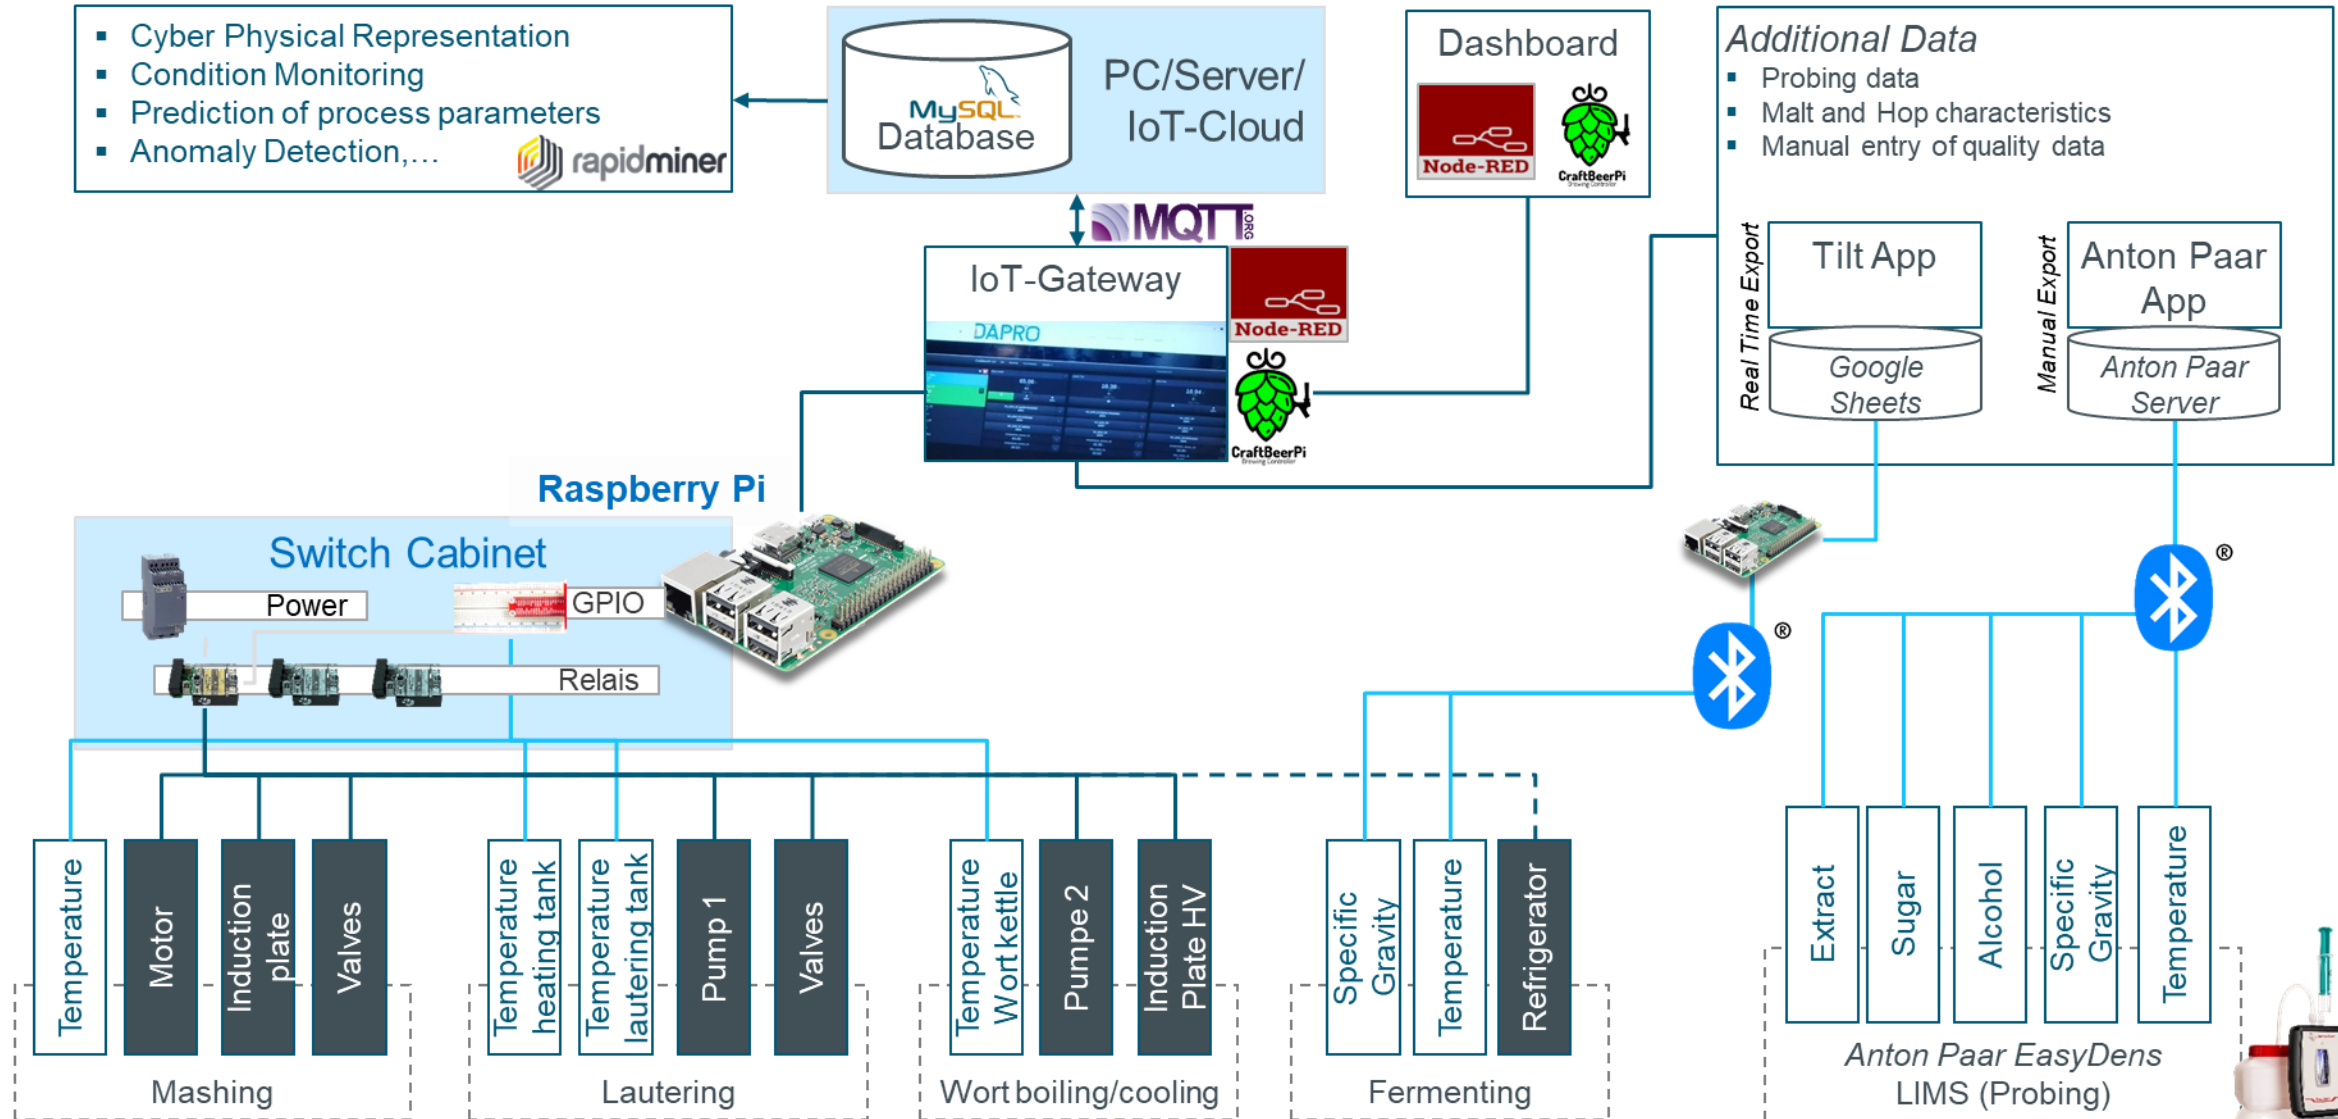 Cyber Physical Representation
Condition Monitoring
Prediction of process parameters
Anomaly Detection,...
rapidminer
MySQL
Database
PC/Server/
IoT-Cloud
Dashboard
Node-RED
CraftBeerPi
Brewing Controller
Additional Data
Probing data
Malt and Hop characteristics
Manual entry of quality data
Real Time Export
Tilt App
Google
Sheets
Manual Export
Anton Paar
App
Anton Paar
Server
MQTT
.ORG
IoT-Gateway
DAPRO
Node-RED
CraftBeerPi
Brewing Controller
Raspberry Pi
Switch Cabinet
Power
GPIO
Relais
®
®
Temperature
Motor
Induction
plate
Valves
Mashing
Temperature
heating tank
Temperature
lautering tank
Pump 1
Valves
Lautering
Temperature
Wort kettle
Pumpe 2
Induction
Plate HV
Wort boiling/cooling
Specific
Gravity
Temperature
Refrigerator
Fermenting
Extract
Sugar
Alcohol
Specific
Gravity
Temperature
Anton Paar EasyDens
LIMS (Probing)